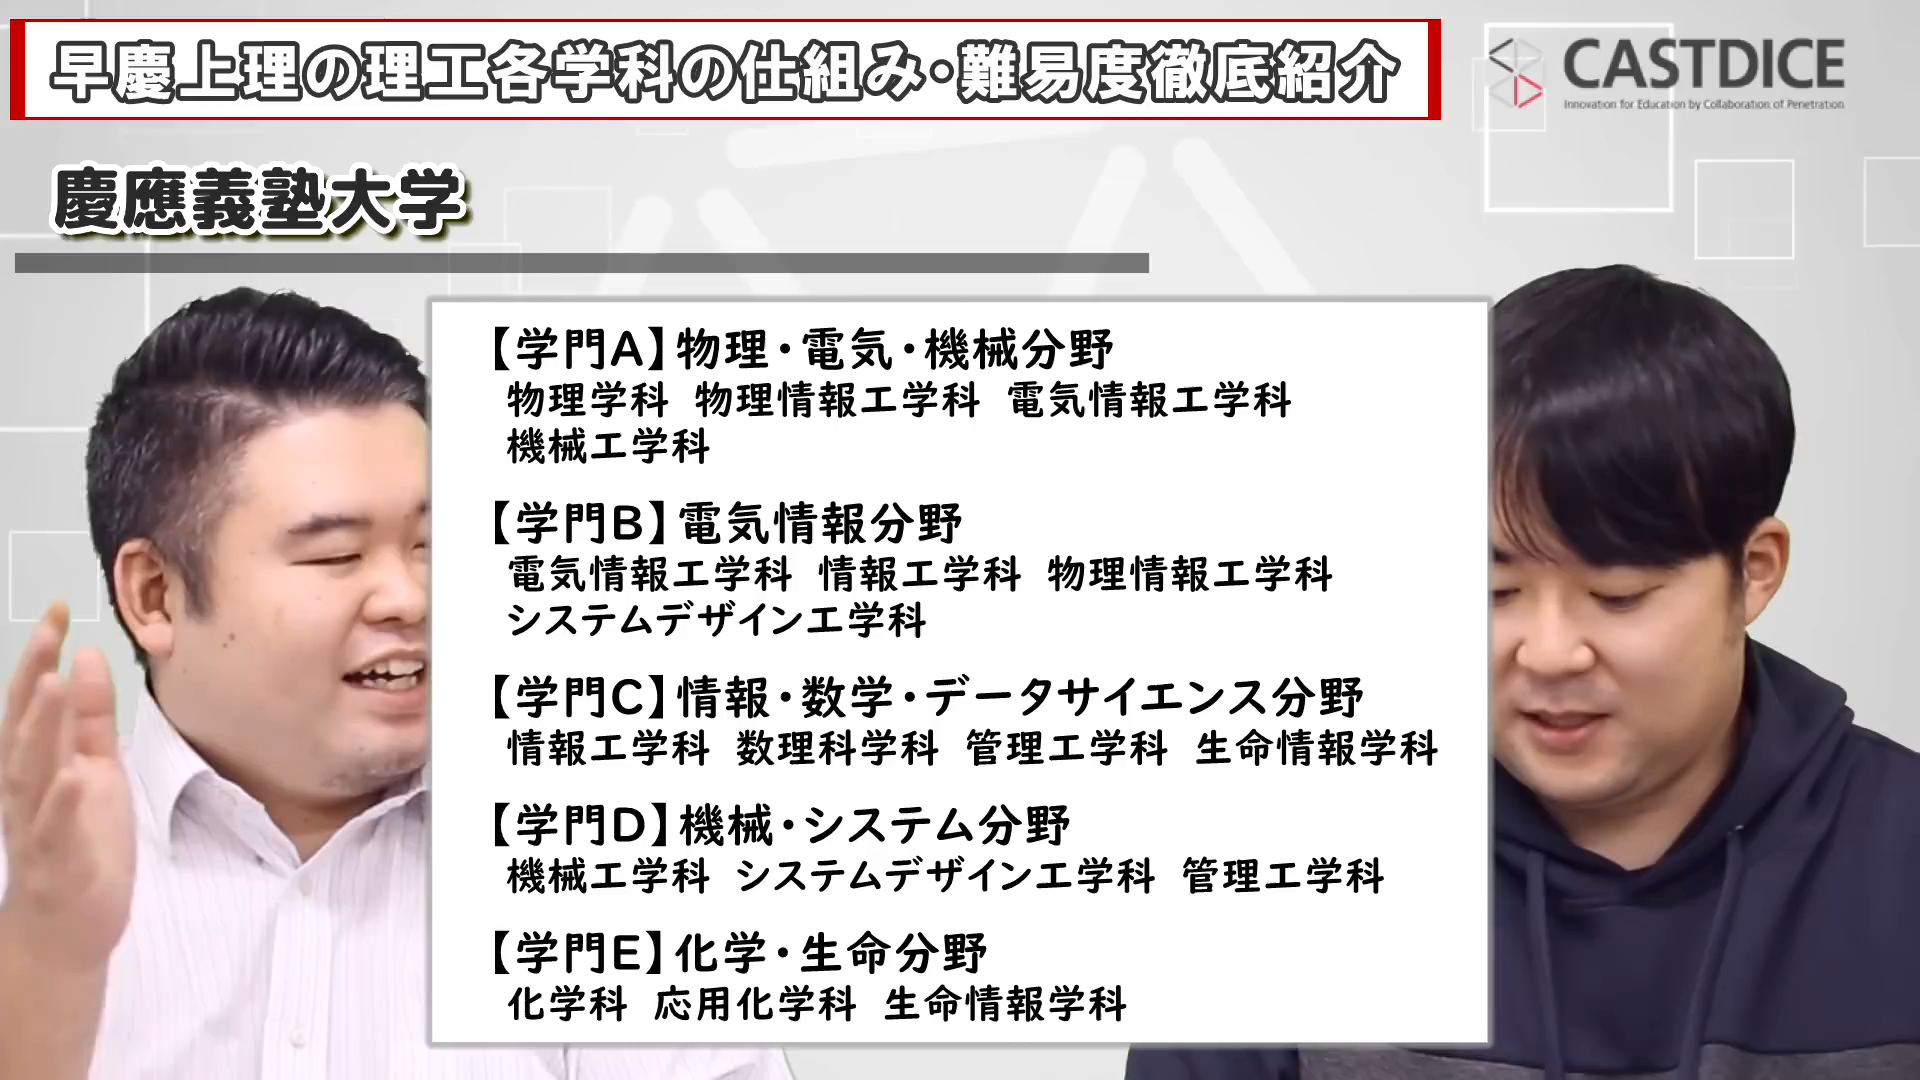 早慶上理の理工各学科の仕組み・難易度徹底紹介
CASTDICE
Innovation for Education by Collaboration of Penetration
慶應義塾大学
【学門A】物理・電気・機械分野
物理学科 物理情報工学科 電気情報工学科
機械工学科
【学門B】電気情報分野
電気情報工学科 情報工学科 物理情報工学科
システムデザイン工学科
【学門C】情報・数学・データサイエンス分野
情報工学科 数理科学科 管理工学科 生命情報学科
【学門D】機械・システム分野
機械工学科 システムデザイン工学科 管理工学科
【学門E】化学・生命分野
化学科 応用化学科 生命情報学科